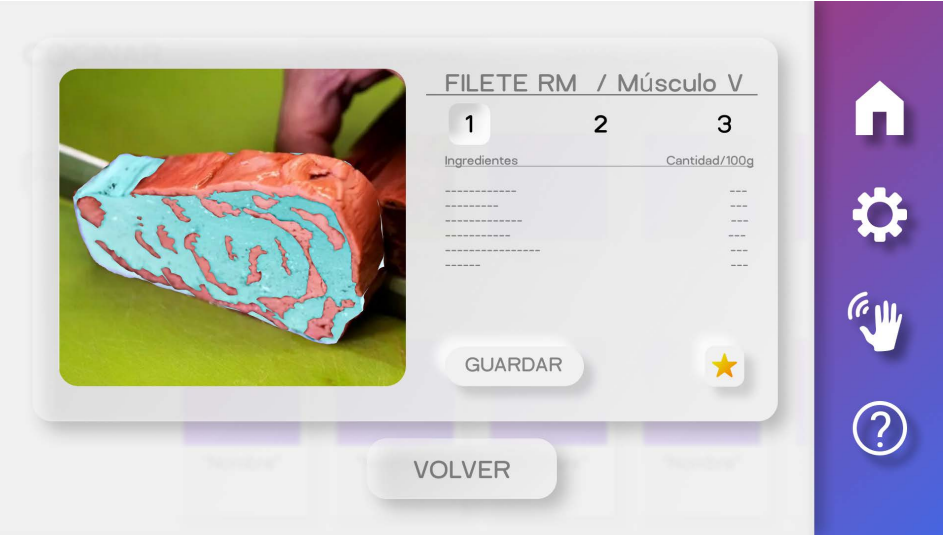 FILETE RM / Músculo V
1 2 3
Ingredientes Cantidad/100g
------------ ---
--------- ---
------------- ---
----------- ---
---------------- ---
------ ---
GUARDAR
VOLVER
?